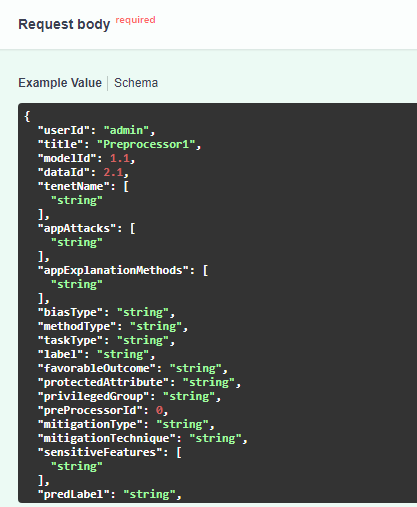 Request body required
Example Value Schema
{
"userId": "admin",
"title": "Preprocessor1",
"modelId": 1.1,
"dataId": 2.1,
"tenetName": [
"string"
],
"appAttacks": [
"string"
],
"appExplanationMethods": [
"string"
],
"biasType": "string",
"methodType": "string",
"taskType": "string",
"label": "string",
"favorableOutcome": "string",
"protectedAttribute": "string",
"privilegedGroup": "string",
"preProcessorId": 0,
"mitigationType": "string",
"mitigationTechnique": "string",
"sensitiveFeatures": [
"string"
],
"predLabel": "string",